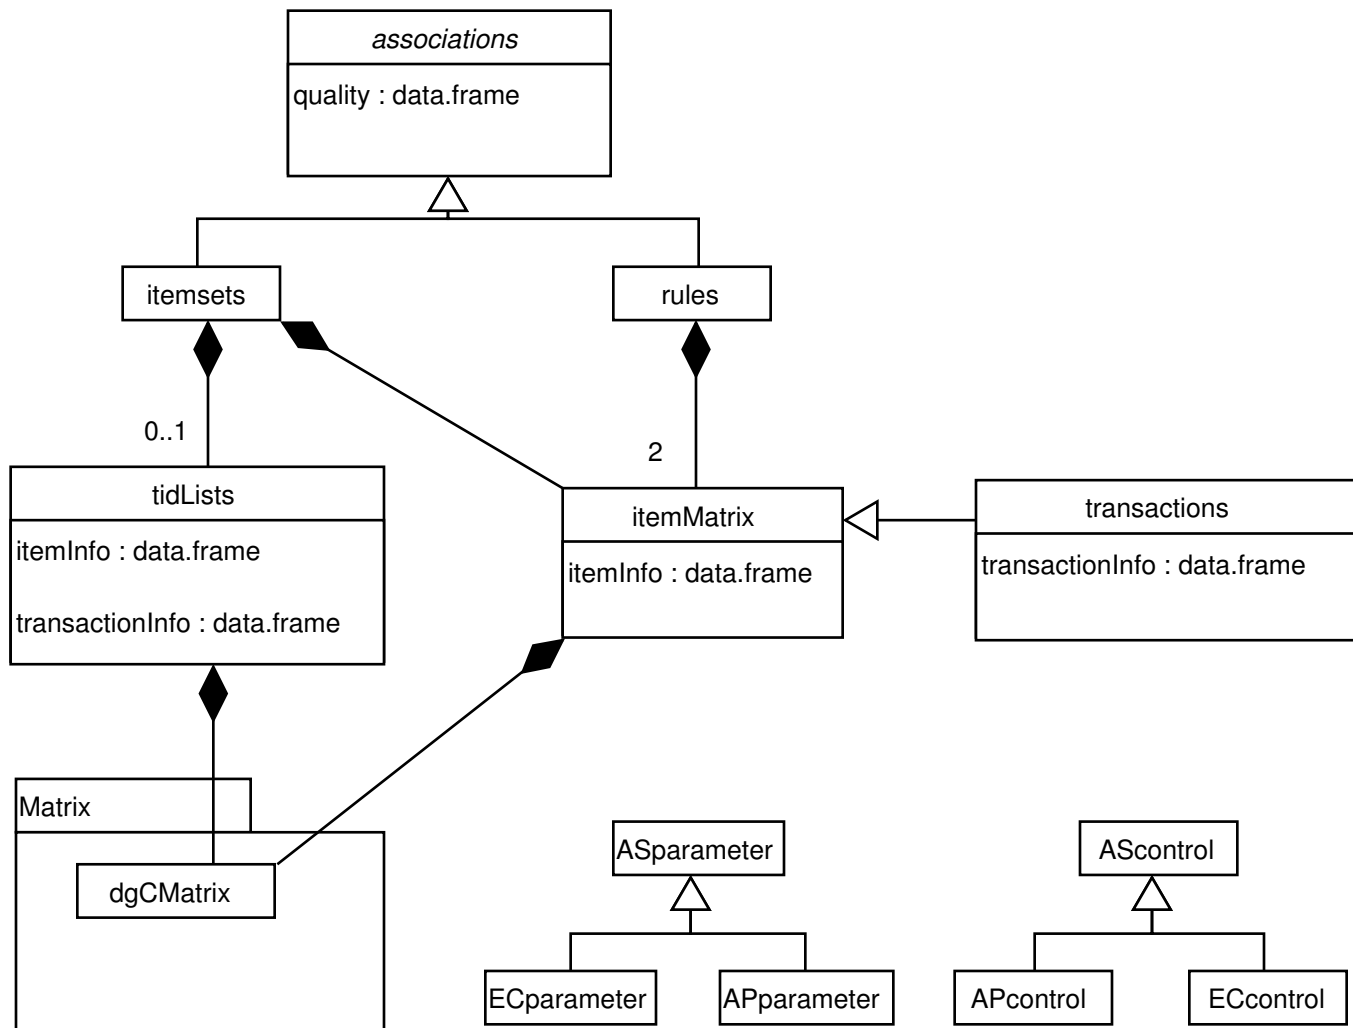 associations
quality : data.frame
itemsets
rules
0..1
2
tidLists
itemInfo : data.frame
transactionInfo : data.frame
itemMatrix
itemInfo : data.frame
transactions
transactionInfo : data.frame
Matrix
dgCMatrix
ASparameter
AScontrol
ECparameter
APparameter
APcontrol
ECcontrol